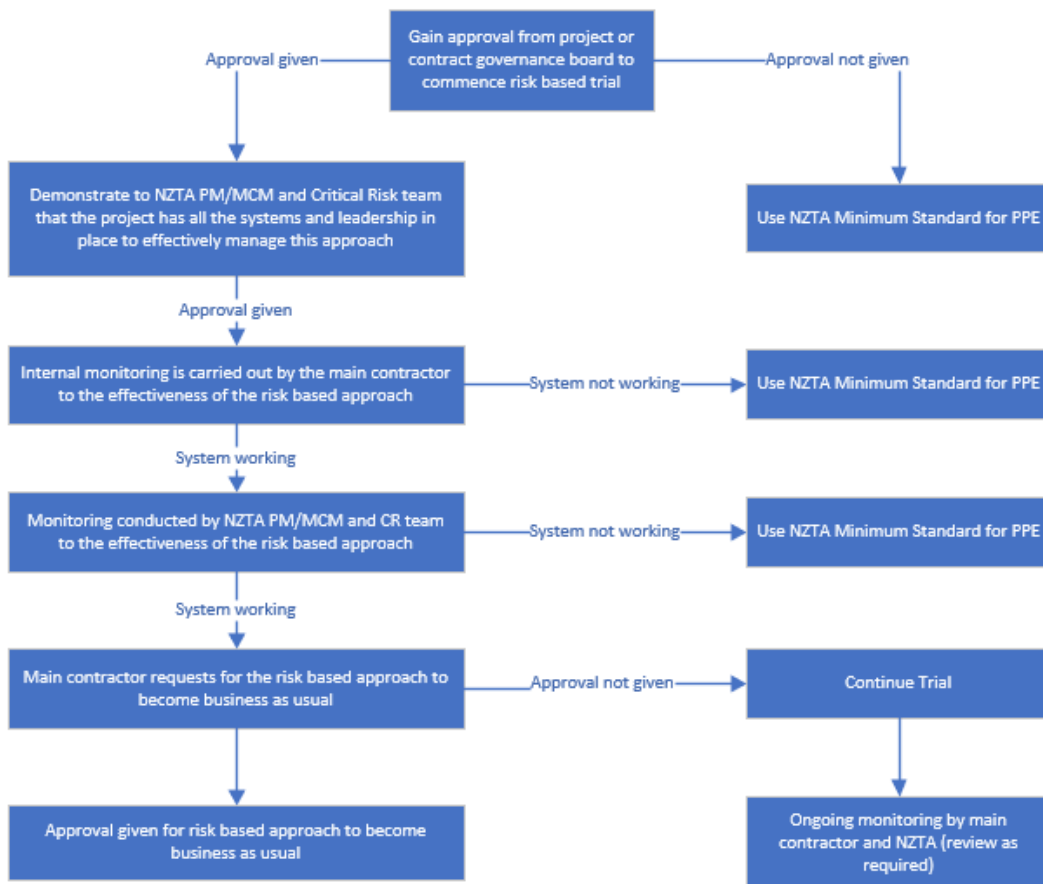 Gain approval from project or
contract governance board to
commence risk based trial
Approval given
Approval not given
Demonstrate to NZTA PM/MCM and Critical Risk team
that the project has all the systems and leadership in
place to effectively manage this approach
Use NZTA Minimum Standard for PPE
Approval given
Internal monitoring is carried out by the main contractor
to the effectiveness of the risk based approach
System not working
Use NZTA Minimum Standard for PPE
System working
Monitoring conducted by NZTA PM/MCM and CR team
to the effectiveness of the risk based approach
System not working
Use NZTA Minimum Standard for PPE
System working
Main contractor requests for the risk based approach to
become business as usual
Approval not given
Continue Trial
Approval given for risk based approach to become
business as usual
Ongoing monitoring by main
contractor and NZTA (review as
required)